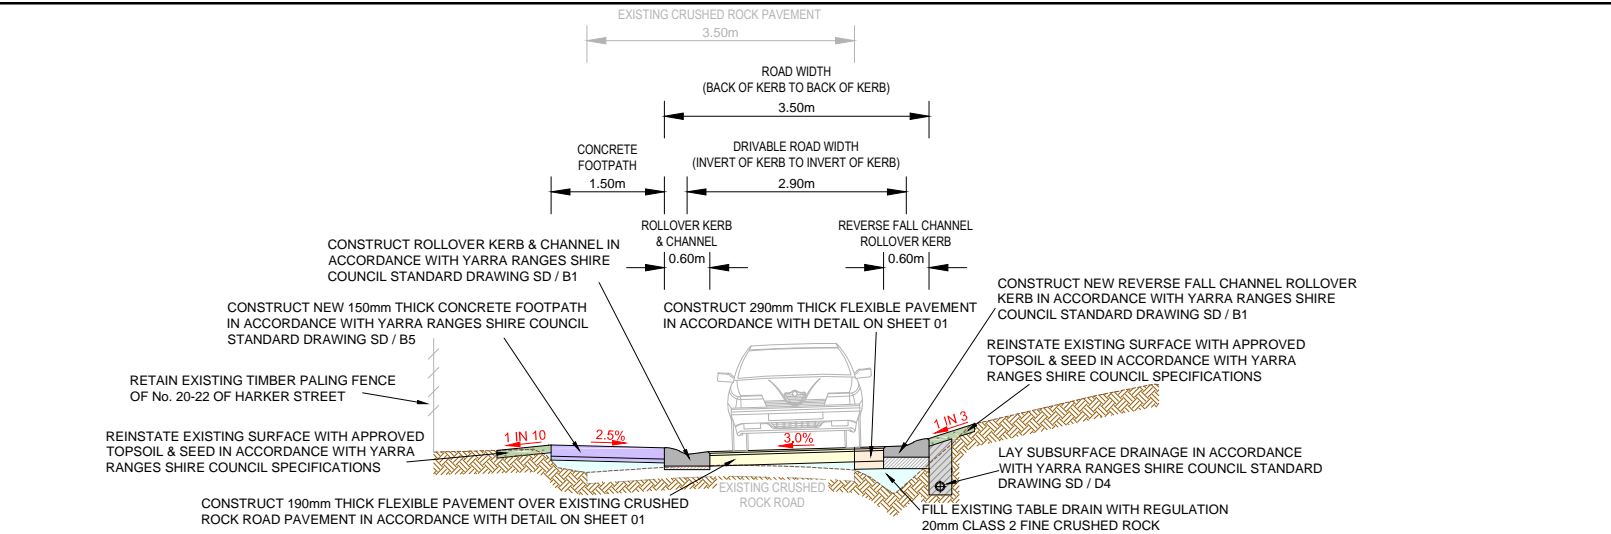 EXISTING CRUSHED ROCK PAVEMENT
3.50m
ROAD WIDTH
(BACK OF KERB TO BACK OF KERB)
3.50m
CONCRETE
FOOTPATH
1.50m
DRIVABLE ROAD WIDTH
(INVERT OF KERB TO INVERT OF KERB)
2.90m
ROLLOVER KERB
& CHANNEL
0.60m
REVERSE FALL CHANNEL
ROLLOVER KERB
0.60m
CONSTRUCT ROLLOVER KERB & CHANNEL IN
ACCORDANCE WITH YARRA RANGES SHIRE
COUNCIL STANDARD DRAWING SD / B1
CONSTRUCT NEW REVERSE FALL CHANNEL ROLLOVER
KERB IN ACCORDANCE WITH YARRA RANGES SHIRE
COUNCIL STANDARD DRAWING SD / B1
CONSTRUCT NEW 150mm THICK CONCRETE FOOTPATH
IN ACCORDANCE WITH YARRA RANGES SHIRE COUNCIL
STANDARD DRAWING SD / B5
CONSTRUCT 290mm THICK FLEXIBLE PAVEMENT
IN ACCORDANCE WITH DETAIL ON SHEET 01
REINSTATE EXISTING SURFACE WITH APPROVED
TOPSOIL & SEED IN ACCORDANCE WITH YARRA
RANGES SHIRE COUNCIL SPECIFICATIONS
RETAIN EXISTING TIMBER PALING FENCE
OF No. 20-22 OF HARKER STREET
REINSTATE EXISTING SURFACE WITH APPROVED
TOPSOIL & SEED IN ACCORDANCE WITH YARRA
RANGES SHIRE COUNCIL SPECIFICATIONS
1 IN 10
2.5%
3.0%
1 IN 3
LAY SUBSURFACE DRAINAGE IN ACCORDANCE
WITH YARRA RANGES SHIRE COUNCIL STANDARD
DRAWING SD / D4
EXISTING CRUSHED
ROCK ROAD
CONSTRUCT 190mm THICK FLEXIBLE PAVEMENT OVER EXISTING CRUSHED
ROCK ROAD PAVEMENT IN ACCORDANCE WITH DETAIL ON SHEET 01
FILL EXISTING TABLE DRAIN WITH REGULATION
20mm CLASS 2 FINE CRUSHED ROCK